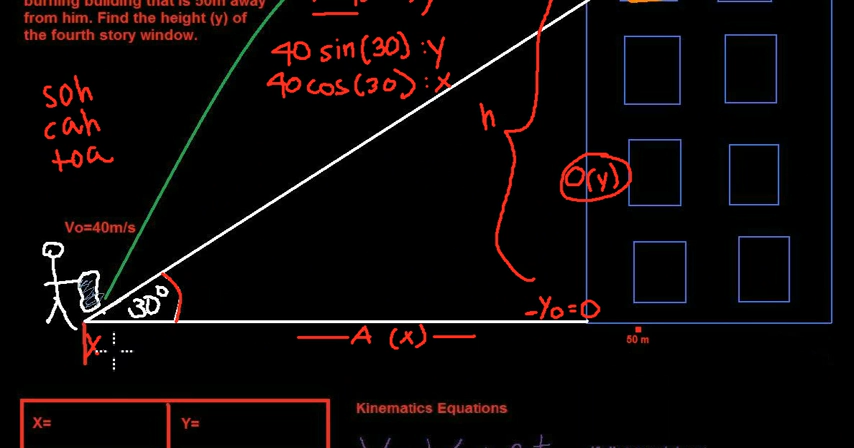 burning building that is 50m away
from him. Find the height (y) of
the fourth story window.
40 sin(30) : y
40 cos(30) : x
soh
cah
toa
h
O(y)
Vo=40m/s
30°
-Yo=0
A (x)
50 m
X
Kinematics Equations
X=
Y=